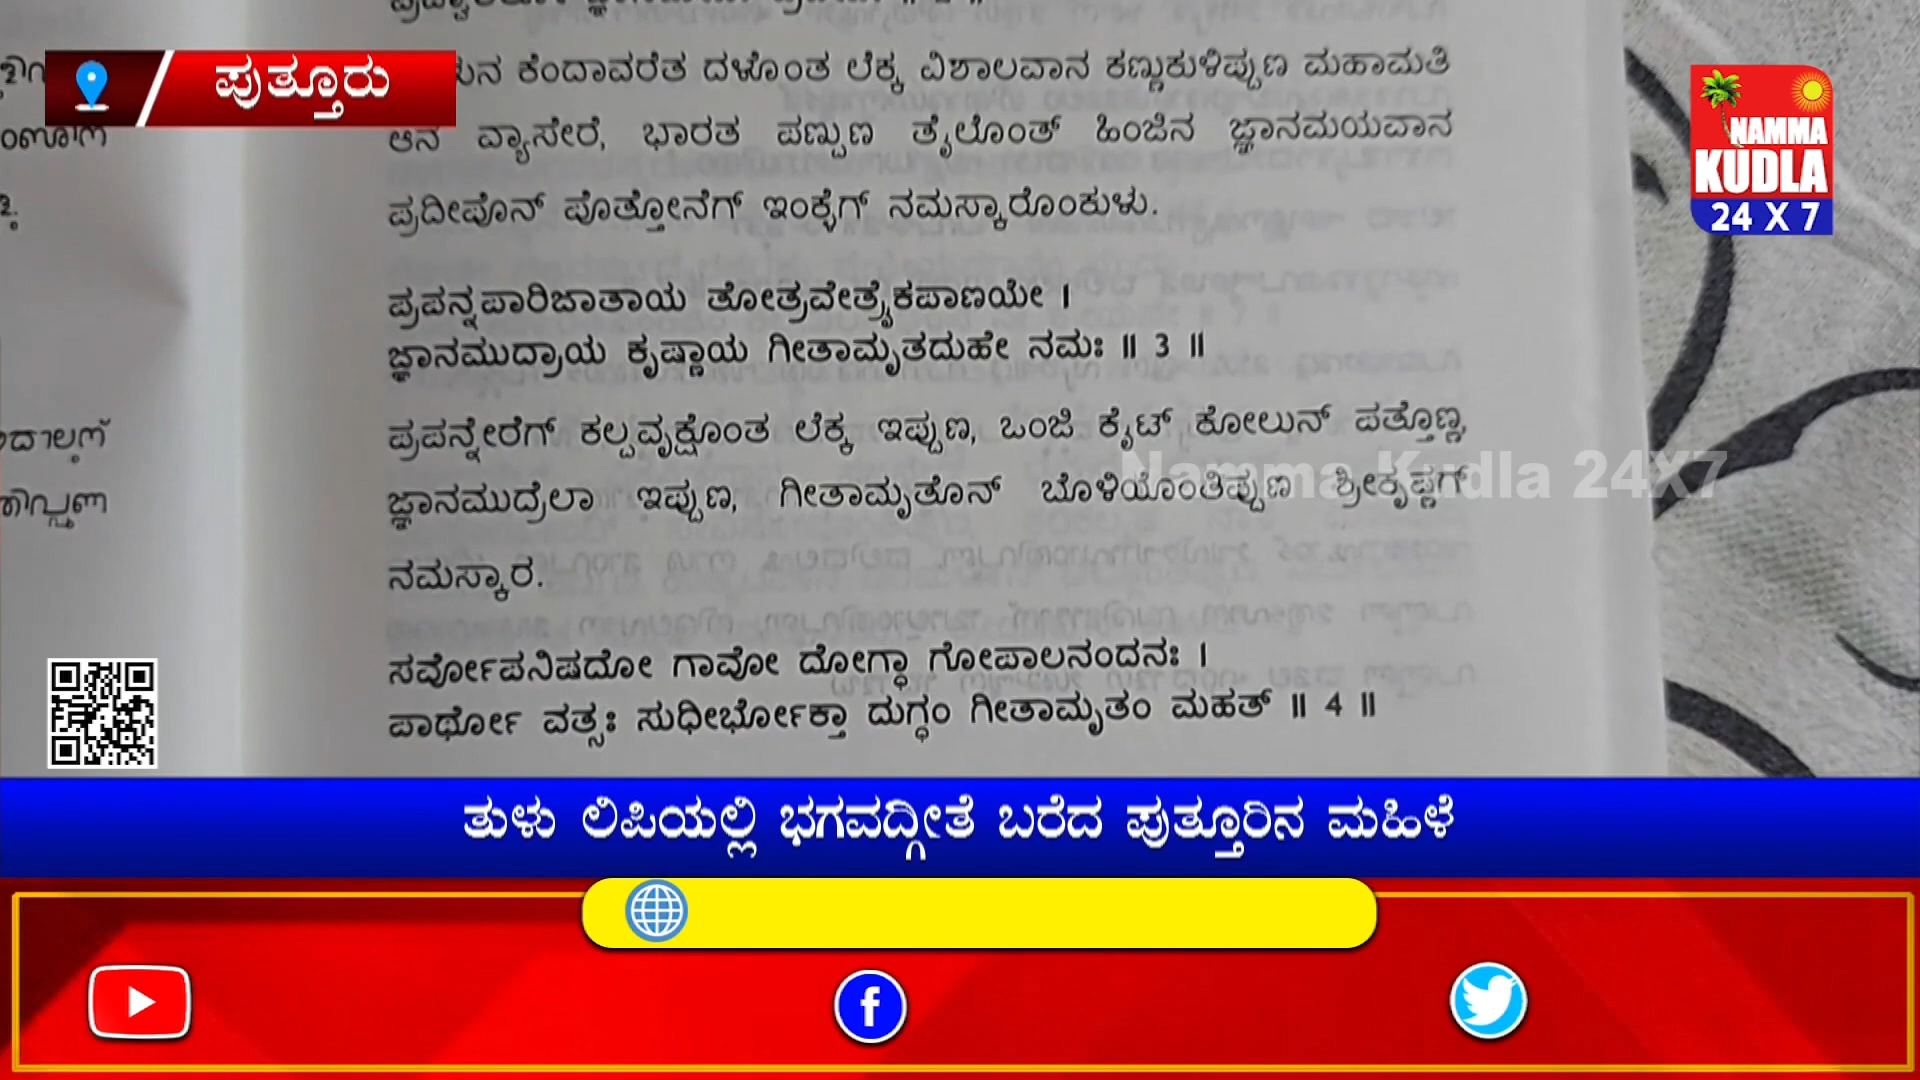 ಪುತ್ತೂರು
NAMMA
KUDLA
24 X 7
ಕೆಂದಾವರೆತ ದಳೊಂತ ಲೆಕ್ಕ ವಿಶಾಲವಾನ ಕಣ್ಣುಕುಳಿಪ್ಪುಣ ಮಹಾಮತಿ
ಆನ ವ್ಯಾಸೇರೆ, ಭಾರತ ಪಣ್ಪುಣ ತೈಲೊಂತ್ ಹಿಂಜಿನ ಜ್ಞಾನಮಯವಾನ
ಪ್ರದೀಪೊನ್ ಪೊತ್ತೋನೆಗ್ ಇಂಕ್ಳೆಗ್ ನಮಸ್ಕಾರೊಂಕುಳು.
ಪ್ರಪನ್ನಪಾರಿಜಾತಾಯ ತೋತ್ರವೇತ್ರೈಕಪಾಣಯೇ ।
ಜ್ಞಾನಮುದ್ರಾಯ ಕೃಷ್ಣಾಯ ಗೀತಾಮೃತದುಹೇ ನಮಃ ॥ 3 ॥
ಪ್ರಪನ್ನೇರೆಗ್ ಕಲ್ಪವೃಕ್ಷೊಂತ ಲೆಕ್ಕ ಇಪ್ಪುಣ, ಒಂಜಿ ಕೈಟ್ ಕೋಲುನ್ ಪತ್ತೊಣ್ಣ,
ಜ್ಞಾನಮುದ್ರೆಲಾ ಇಪ್ಪುಣ, ಗೀತಾಮೃತೊನ್ ಬೊಳಿಯೊಂತಿಪ್ಪುಣ ಶ್ರೀಕೃಷ್ಣಗ್
Namma Kudla 24X7
ನಮಸ್ಕಾರ.
ಸರ್ವೋಪನಿಷದೋ ಗಾವೋ ದೋಗ್ಧಾ ಗೋಪಾಲನಂದನಃ ।
ಪಾರ್ಥೋ ವತ್ಸಃ ಸುಧೀರ್ಭೋಕ್ತಾ ದುಗ್ಧಂ ಗೀತಾಮೃತಂ ಮಹತ್ ॥ 4 ॥
ತುಳು ಲಿಪಿಯಲ್ಲಿ ಭಗವದ್ಗೀತೆ ಬರೆದ ಪುತ್ತೂರಿನ ಮಹಿಳೆ